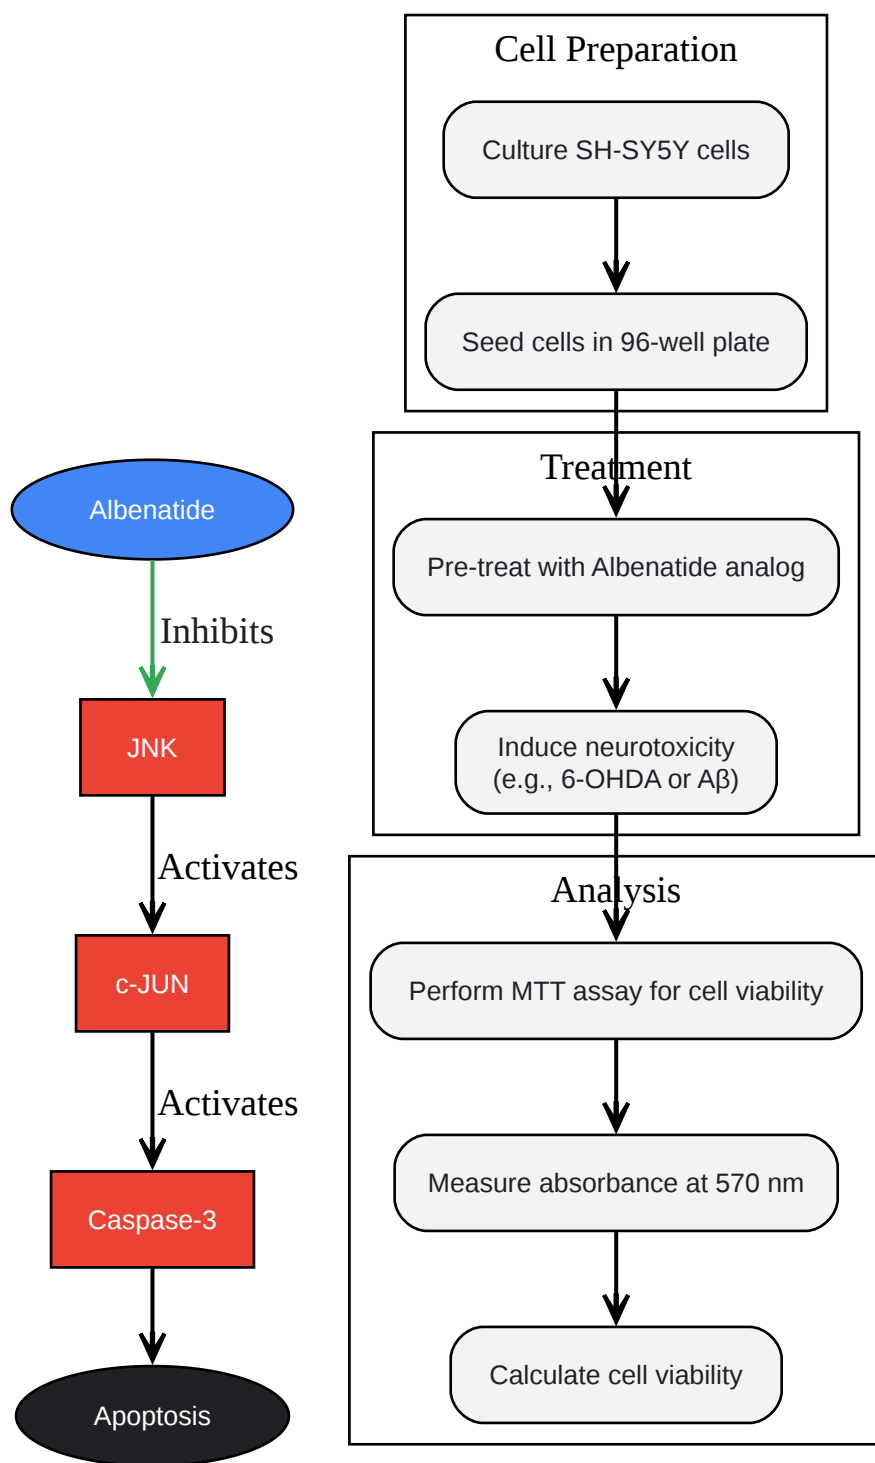 Albenatide
Inhibits
JNK
Activates
c-JUN
Activates
Caspase-3
Apoptosis
Cell Preparation
Culture SH-SY5Y cells
Seed cells in 96-well plate
Treatment
Pre-treat with Albenatide analog
Induce neurotoxicity
(e.g., 6-OHDA or Aβ)
Analysis
Perform MTT assay for cell viability
Measure absorbance at 570 nm
Calculate cell viability